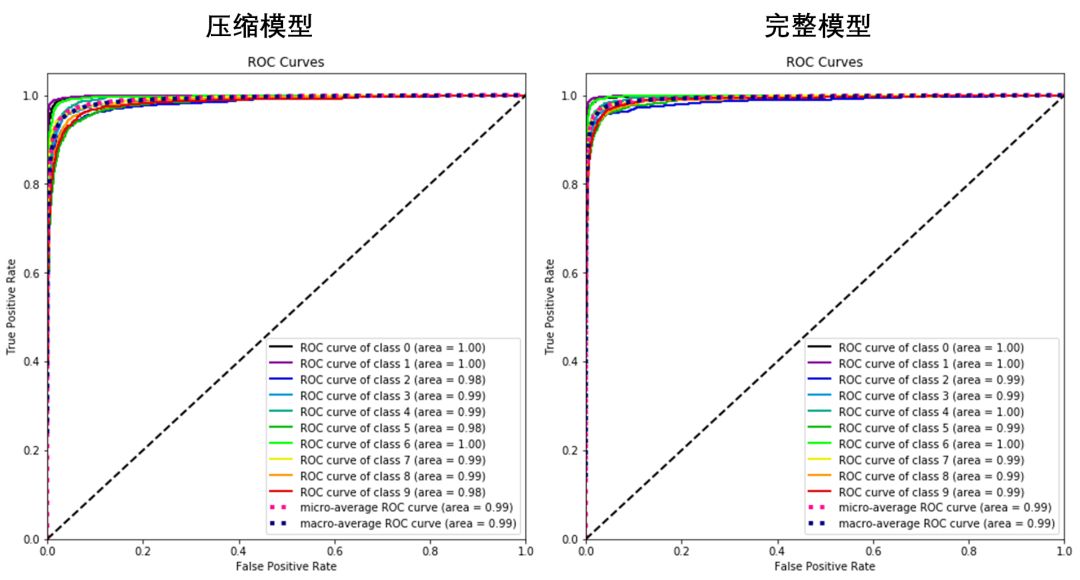 压缩模型
ROC Curves
1.0
0.8
0.6
0.4
0.2
0.0
True Positive Rate
ROC curve of class 0 (area = 1.00)
ROC curve of class 1 (area = 1.00)
ROC curve of class 2 (area = 0.98)
ROC curve of class 3 (area = 0.99)
ROC curve of class 4 (area = 0.99)
ROC curve of class 5 (area = 0.98)
ROC curve of class 6 (area = 1.00)
ROC curve of class 7 (area = 0.99)
ROC curve of class 8 (area = 0.99)
ROC curve of class 9 (area = 0.98)
micro-average ROC curve (area = 0.99)
macro-average ROC curve (area = 0.99)
0.0 0.2 0.4 0.6 0.8 1.0
False Positive Rate
完整模型
ROC Curves
1.0
0.8
0.6
0.4
0.2
0.0
True Positive Rate
ROC curve of class 0 (area = 1.00)
ROC curve of class 1 (area = 1.00)
ROC curve of class 2 (area = 0.99)
ROC curve of class 3 (area = 0.99)
ROC curve of class 4 (area = 1.00)
ROC curve of class 5 (area = 0.99)
ROC curve of class 6 (area = 1.00)
ROC curve of class 7 (area = 0.99)
ROC curve of class 8 (area = 0.99)
ROC curve of class 9 (area = 0.99)
micro-average ROC curve (area = 0.99)
macro-average ROC curve (area = 0.99)
0.0 0.2 0.4 0.6 0.8 1.0
False Positive Rate